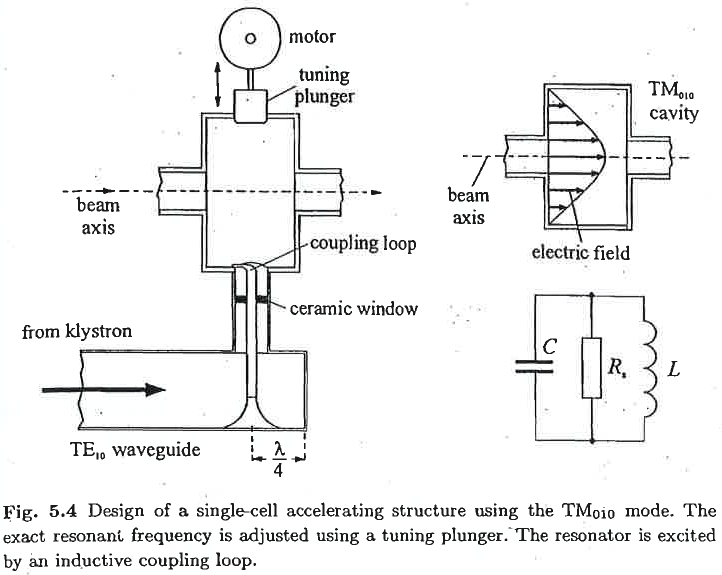 motor
tuning
plunger
beam
axis
coupling loop
ceramic window
from klystron
TE₁₀ waveguide
λ
4
TM₀₁₀
cavity
beam
axis
electric field
C
Rₛ
L
Fig. 5.4 Design of a single-cell accelerating structure using the TM₀₁₀ mode. The
exact resonant frequency is adjusted using a tuning plunger. The resonator is excited
by an inductive coupling loop.